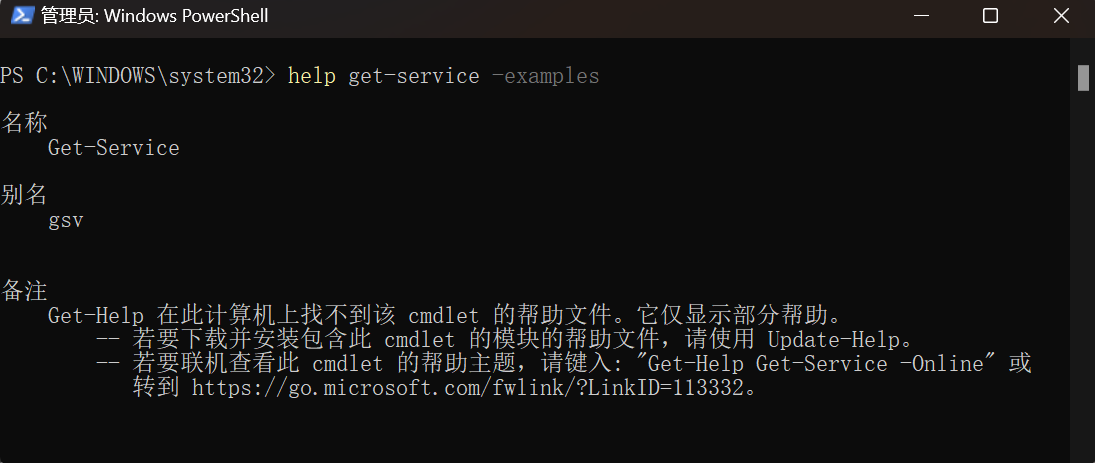 管理员: Windows PowerShell
PS C:\WINDOWS\system32> help get-service -examples
名称
Get-Service
别名
gsv
备注
Get-Help 在此计算机上找不到该 cmdlet 的帮助文件。它仅显示部分帮助。
-- 若要下载并安装包含此 cmdlet 的模块的帮助文件，请使用 Update-Help。
-- 若要联机查看此 cmdlet 的帮助主题，请键入: "Get-Help Get-Service -Online" 或
转到 https://go.microsoft.com/fwlink/?LinkID=113332。